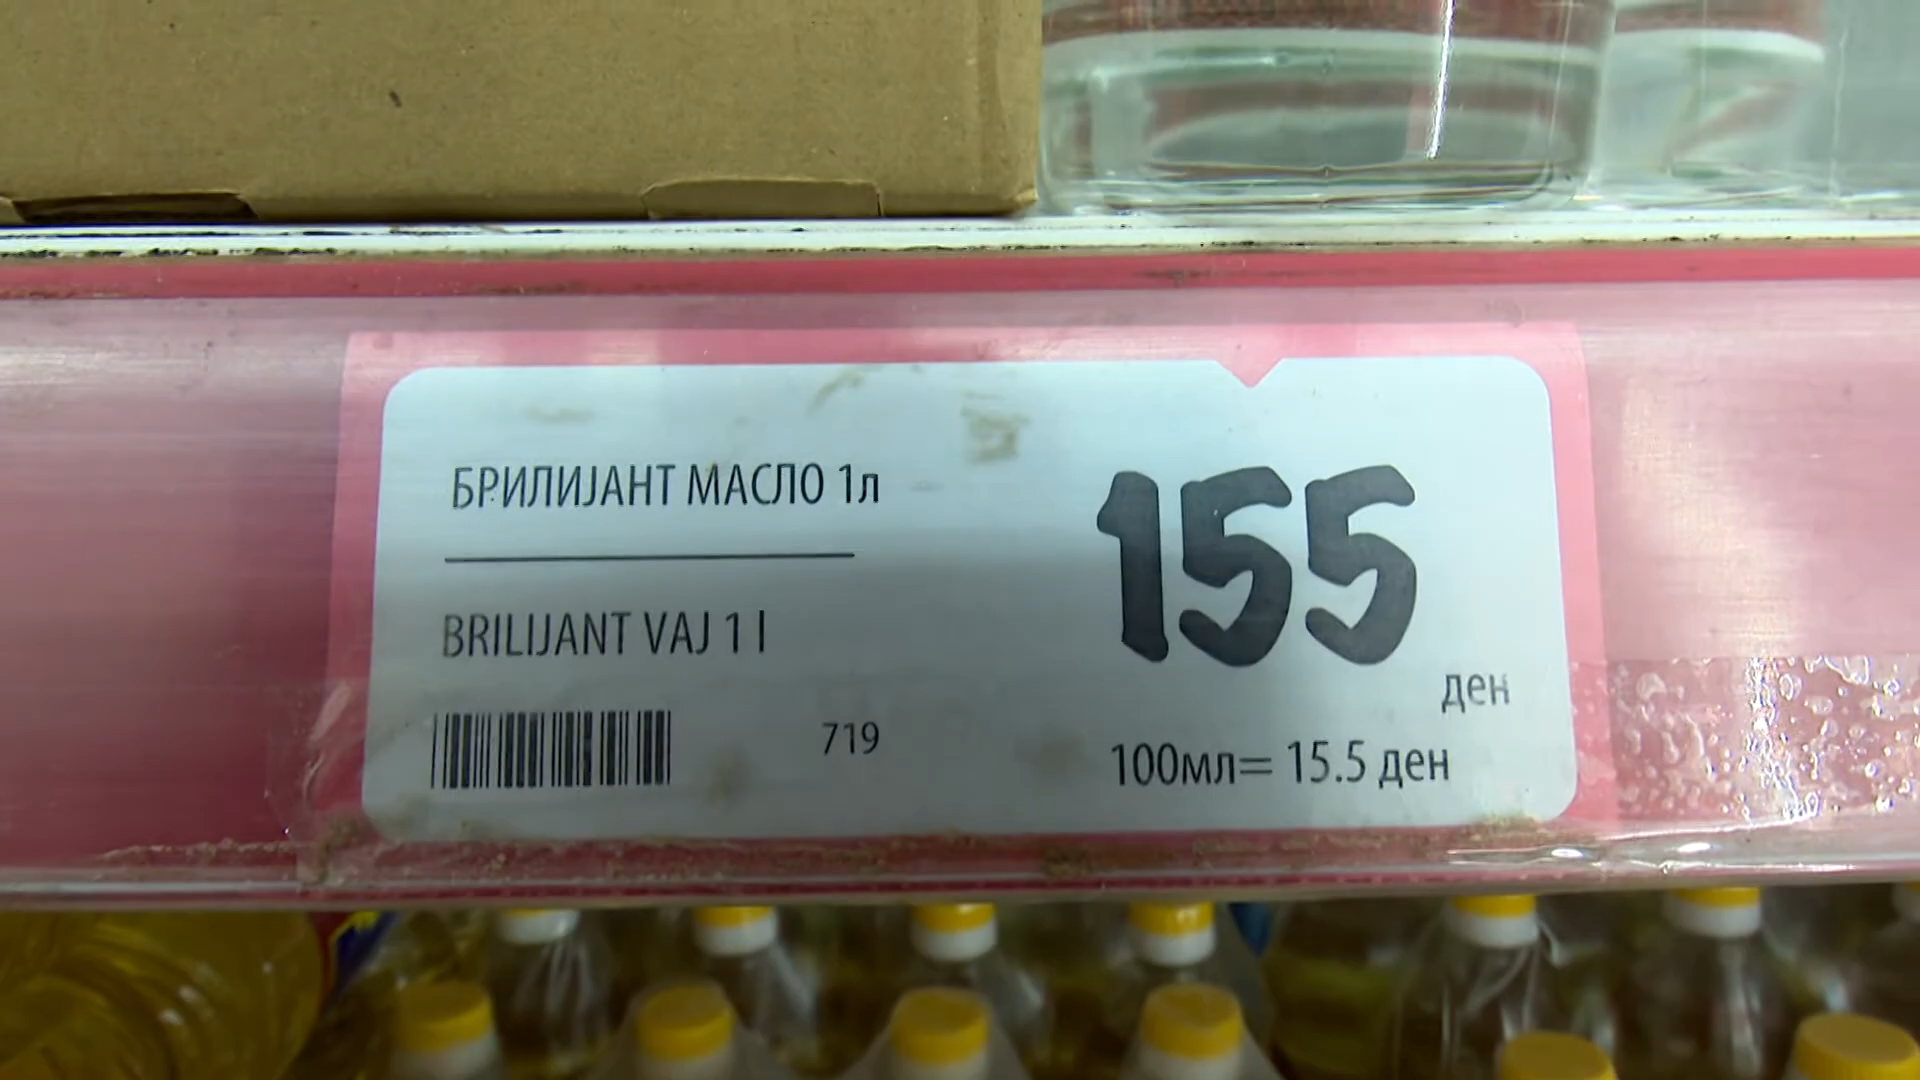 БРИЛИЈАНТ МАСЛО 1л
BRILIJANT VAJ 1 l
719
155
ден
100мл= 15.5 ден